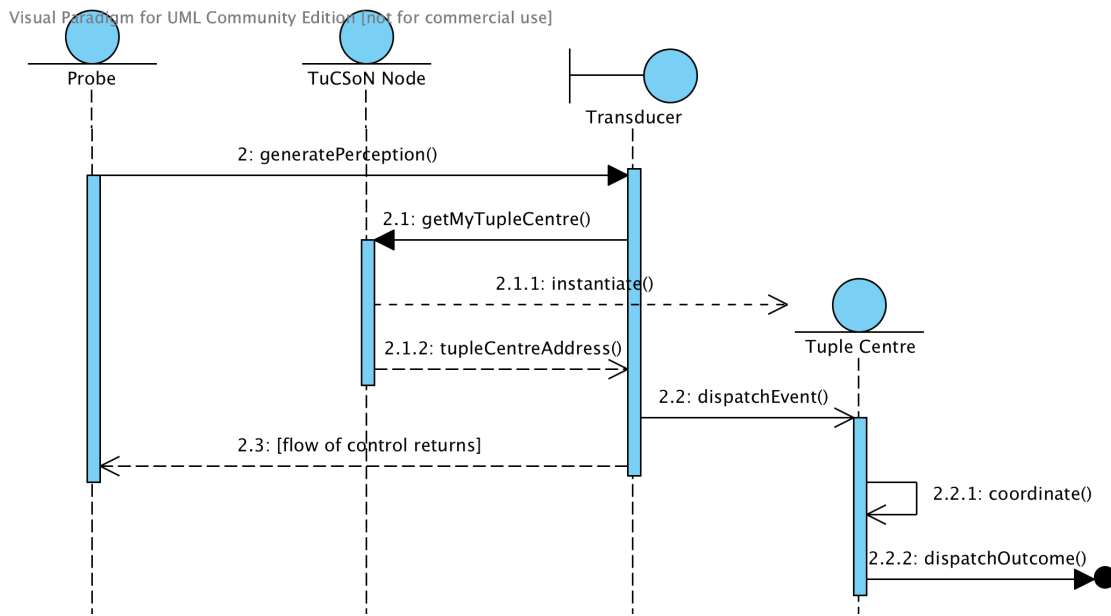 Visual Paradigm for UML Community Edition [not for commercial use]
Probe
TuCSoN Node
Transducer
2: generatePerception()
2.1: getMyTupleCentre()
2.1.1: instantiate()
Tuple Centre
2.1.2: tupleCentreAddress()
2.2: dispatchEvent()
2.3: [flow of control returns]
2.2.1: coordinate()
2.2.2: dispatchOutcome()